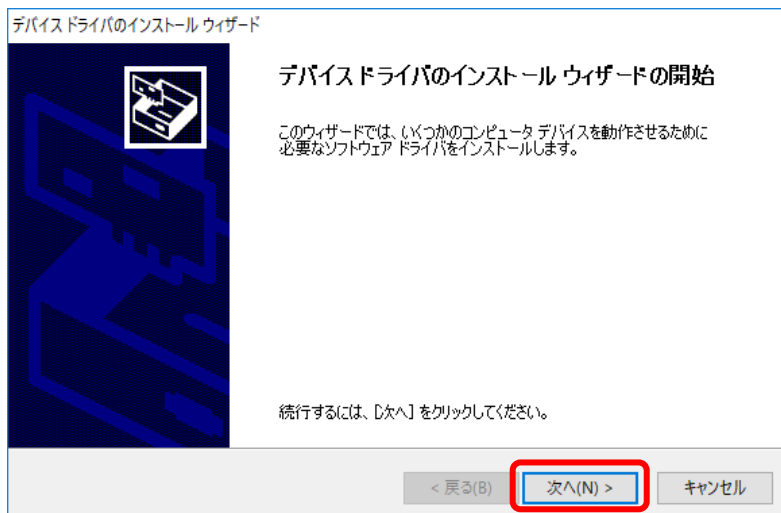 デバイス ドライバのインストール ウィザード
デバイス ドライバのインストール ウィザードの開始
このウィザードでは、いくつかのコンピュータ デバイスを動作させるために
必要なソフトウェア ドライバをインストールします。
続行するには、[次へ] をクリックしてください。
< 戻る(B)
次へ(N) >
キャンセル